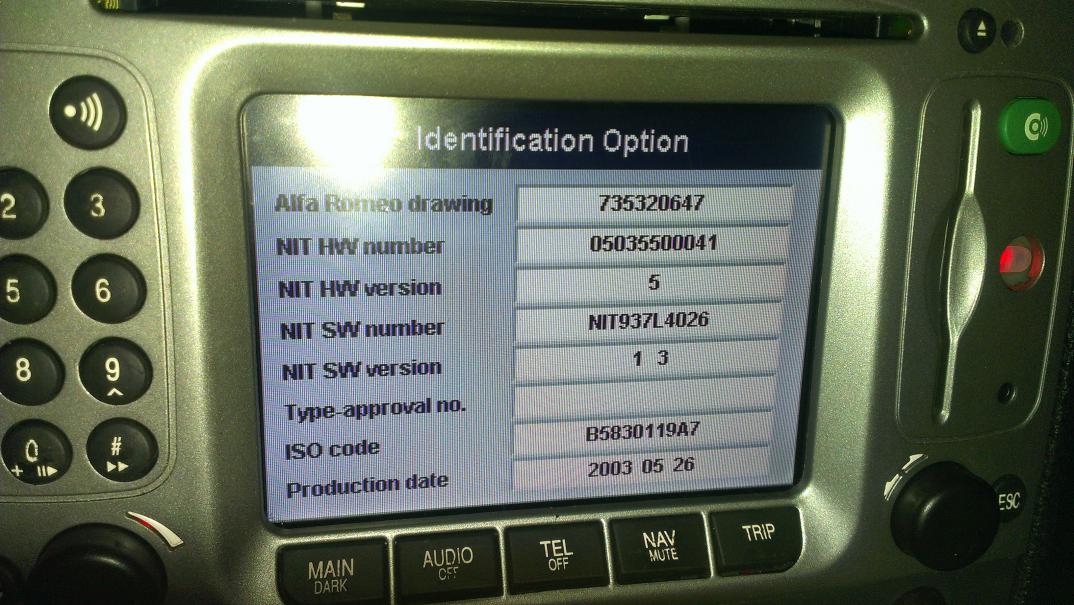 Identification Option
Alfa Romeo drawing 735320647
NIT HW number 05035500041
NIT HW version 5
NIT SW number NIT937L4026
NIT SW version 1 3
Type-approval no.
ISO code B5830119A7
Production date 2003 05 26
2 3
5 6
8 9
0 #
+
ESC
MAIN
DARK
AUDIO
OFF
TEL
OFF
NAV
MUTE
TRIP